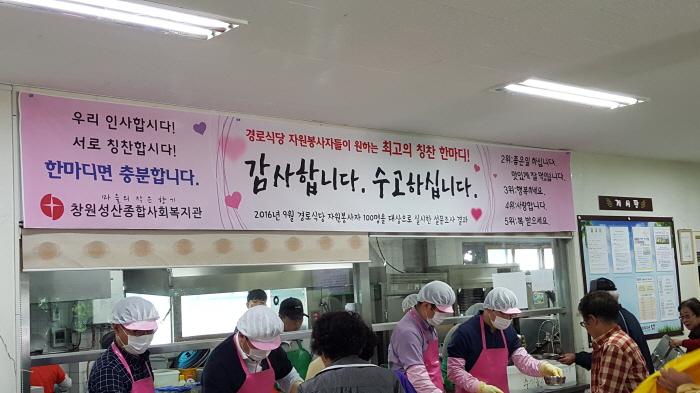 우리 인사합시다!
서로 칭찬합시다!
한마디면 충분합니다.
마을의 작은 향기
창원성산종합사회복지관
경로식당 자원봉사자들이 원하는 최고의 칭찬 한마디!
감사합니다. 수고하십니다.
2016년 9월 경로식당 자원봉사자 100명을 대상으로 실시한 설문조사 결과
2위:좋은일 하십니다.
맛있게 잘 먹었습니다.
3위:행복하세요.
4위:사랑합니다.
5위:복 받으세요.
게시판